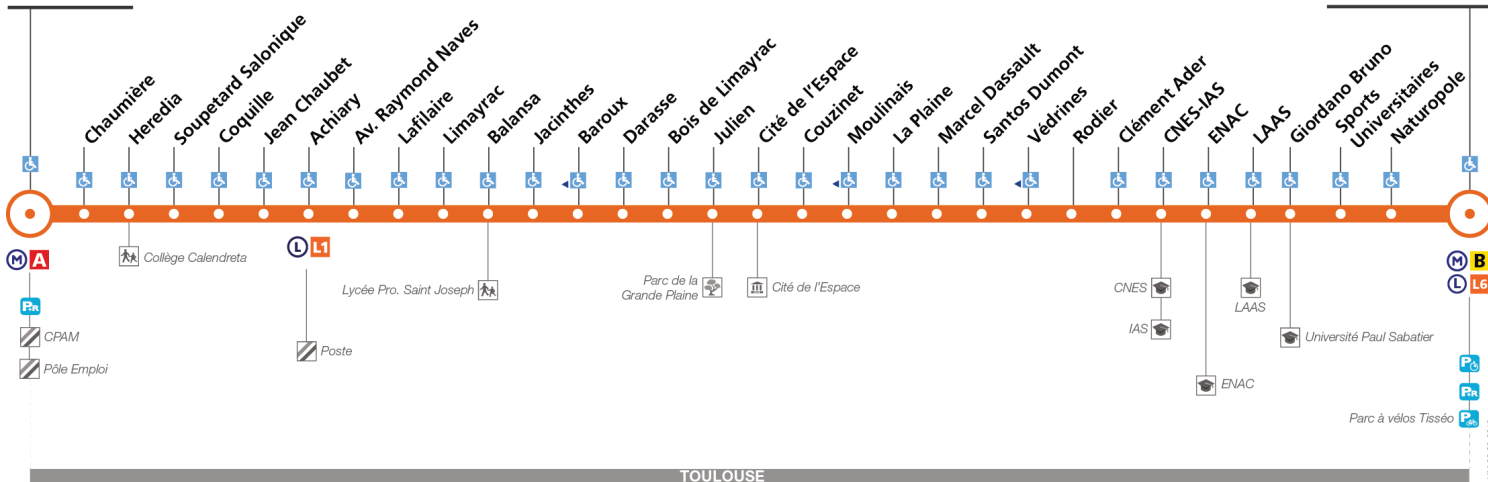 Chaumière
Heredia
Soupetard Salonique
Coquille
Jean Chaubet
Achiary
Av. Raymond Naves
Lafilaire
Limayrac
Balansa
Jacinthes
Baroux
Darasse
Bois de Limayrac
Julien
Cité de l'Espace
Couzinet
Moulinais
La Plaine
Marcel Dassault
Santos Dumont
Védrines
Rodier
Clément Ader
CNES-IAS
ENAC
LAAS
Giordano Bruno
Sports
Universitaires
Naturopole
M A
P+R
CPAM
Pôle Emploi
Collège Calendreta
L L1
Poste
Lycée Pro. Saint Joseph
Parc de la
Grande Plaine
Cité de l'Espace
CNES
IAS
ENAC
LAAS
Université Paul Sabatier
M B
L L6
P
P+R
Parc à vélos Tisséo P
TOULOUSE